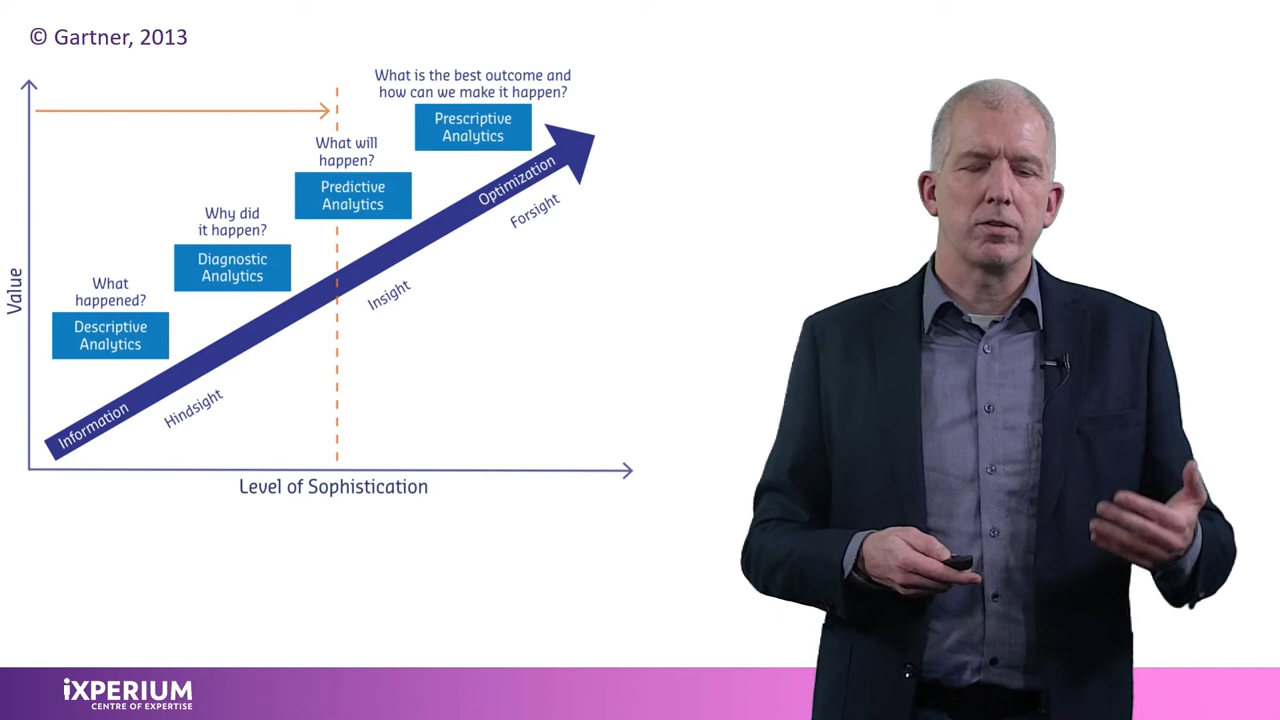 © Gartner, 2013
What is the best outcome and
how can we make it happen?
Prescriptive
Analytics
What will
happen?
Predictive
Analytics
Why did
it happen?
Diagnostic
Analytics
What
happened?
Descriptive
Analytics
Information
Optimization
Hindsight
Insight
Forsight
Value
Level of Sophistication
iXPERIUM
CENTRE OF EXPERTISE